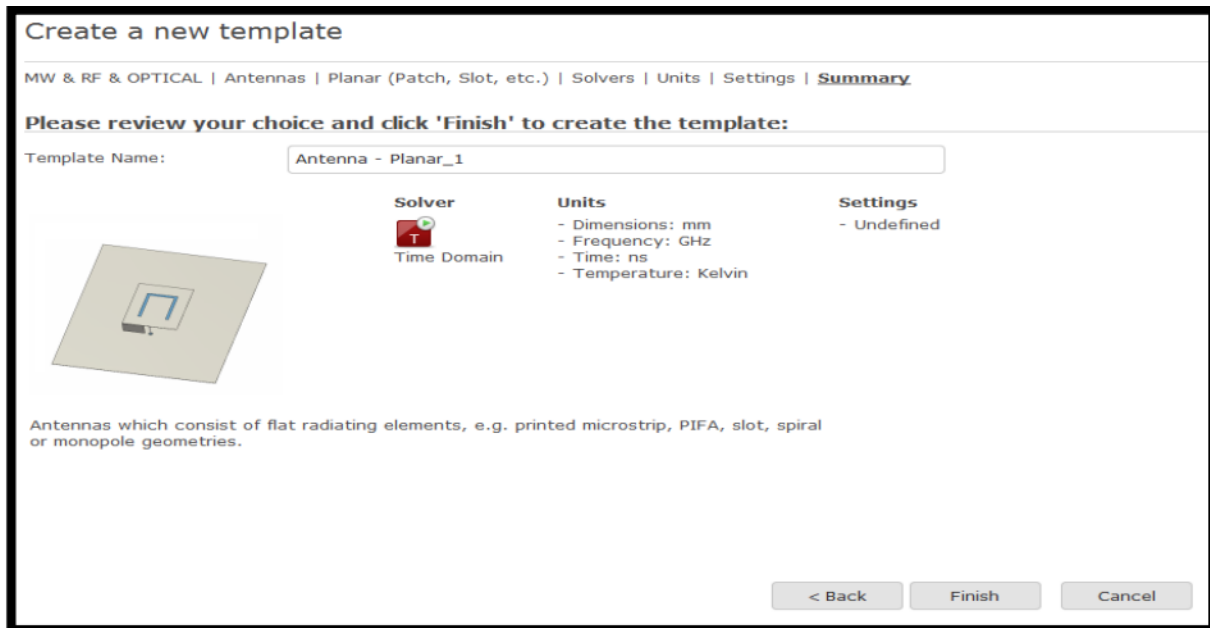 Create a new template
MW & RF & OPTICAL | Antennas | Planar (Patch, Slot, etc.) | Solvers | Units | Settings | Summary
Please review your choice and click 'Finish' to create the template:
Template Name:
Antenna - Planar_1
Solver
T
Time Domain
Units
- Dimensions: mm
- Frequency: GHz
- Time: ns
- Temperature: Kelvin
Settings
- Undefined
Antennas which consist of flat radiating elements, e.g. printed microstrip, PIFA, slot, spiral
or monopole geometries.
< Back
Finish
Cancel